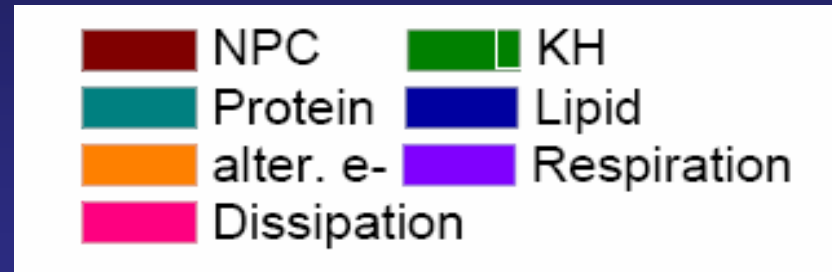 NPC KH
Protein Lipid
alter. e- Respiration
Dissipation